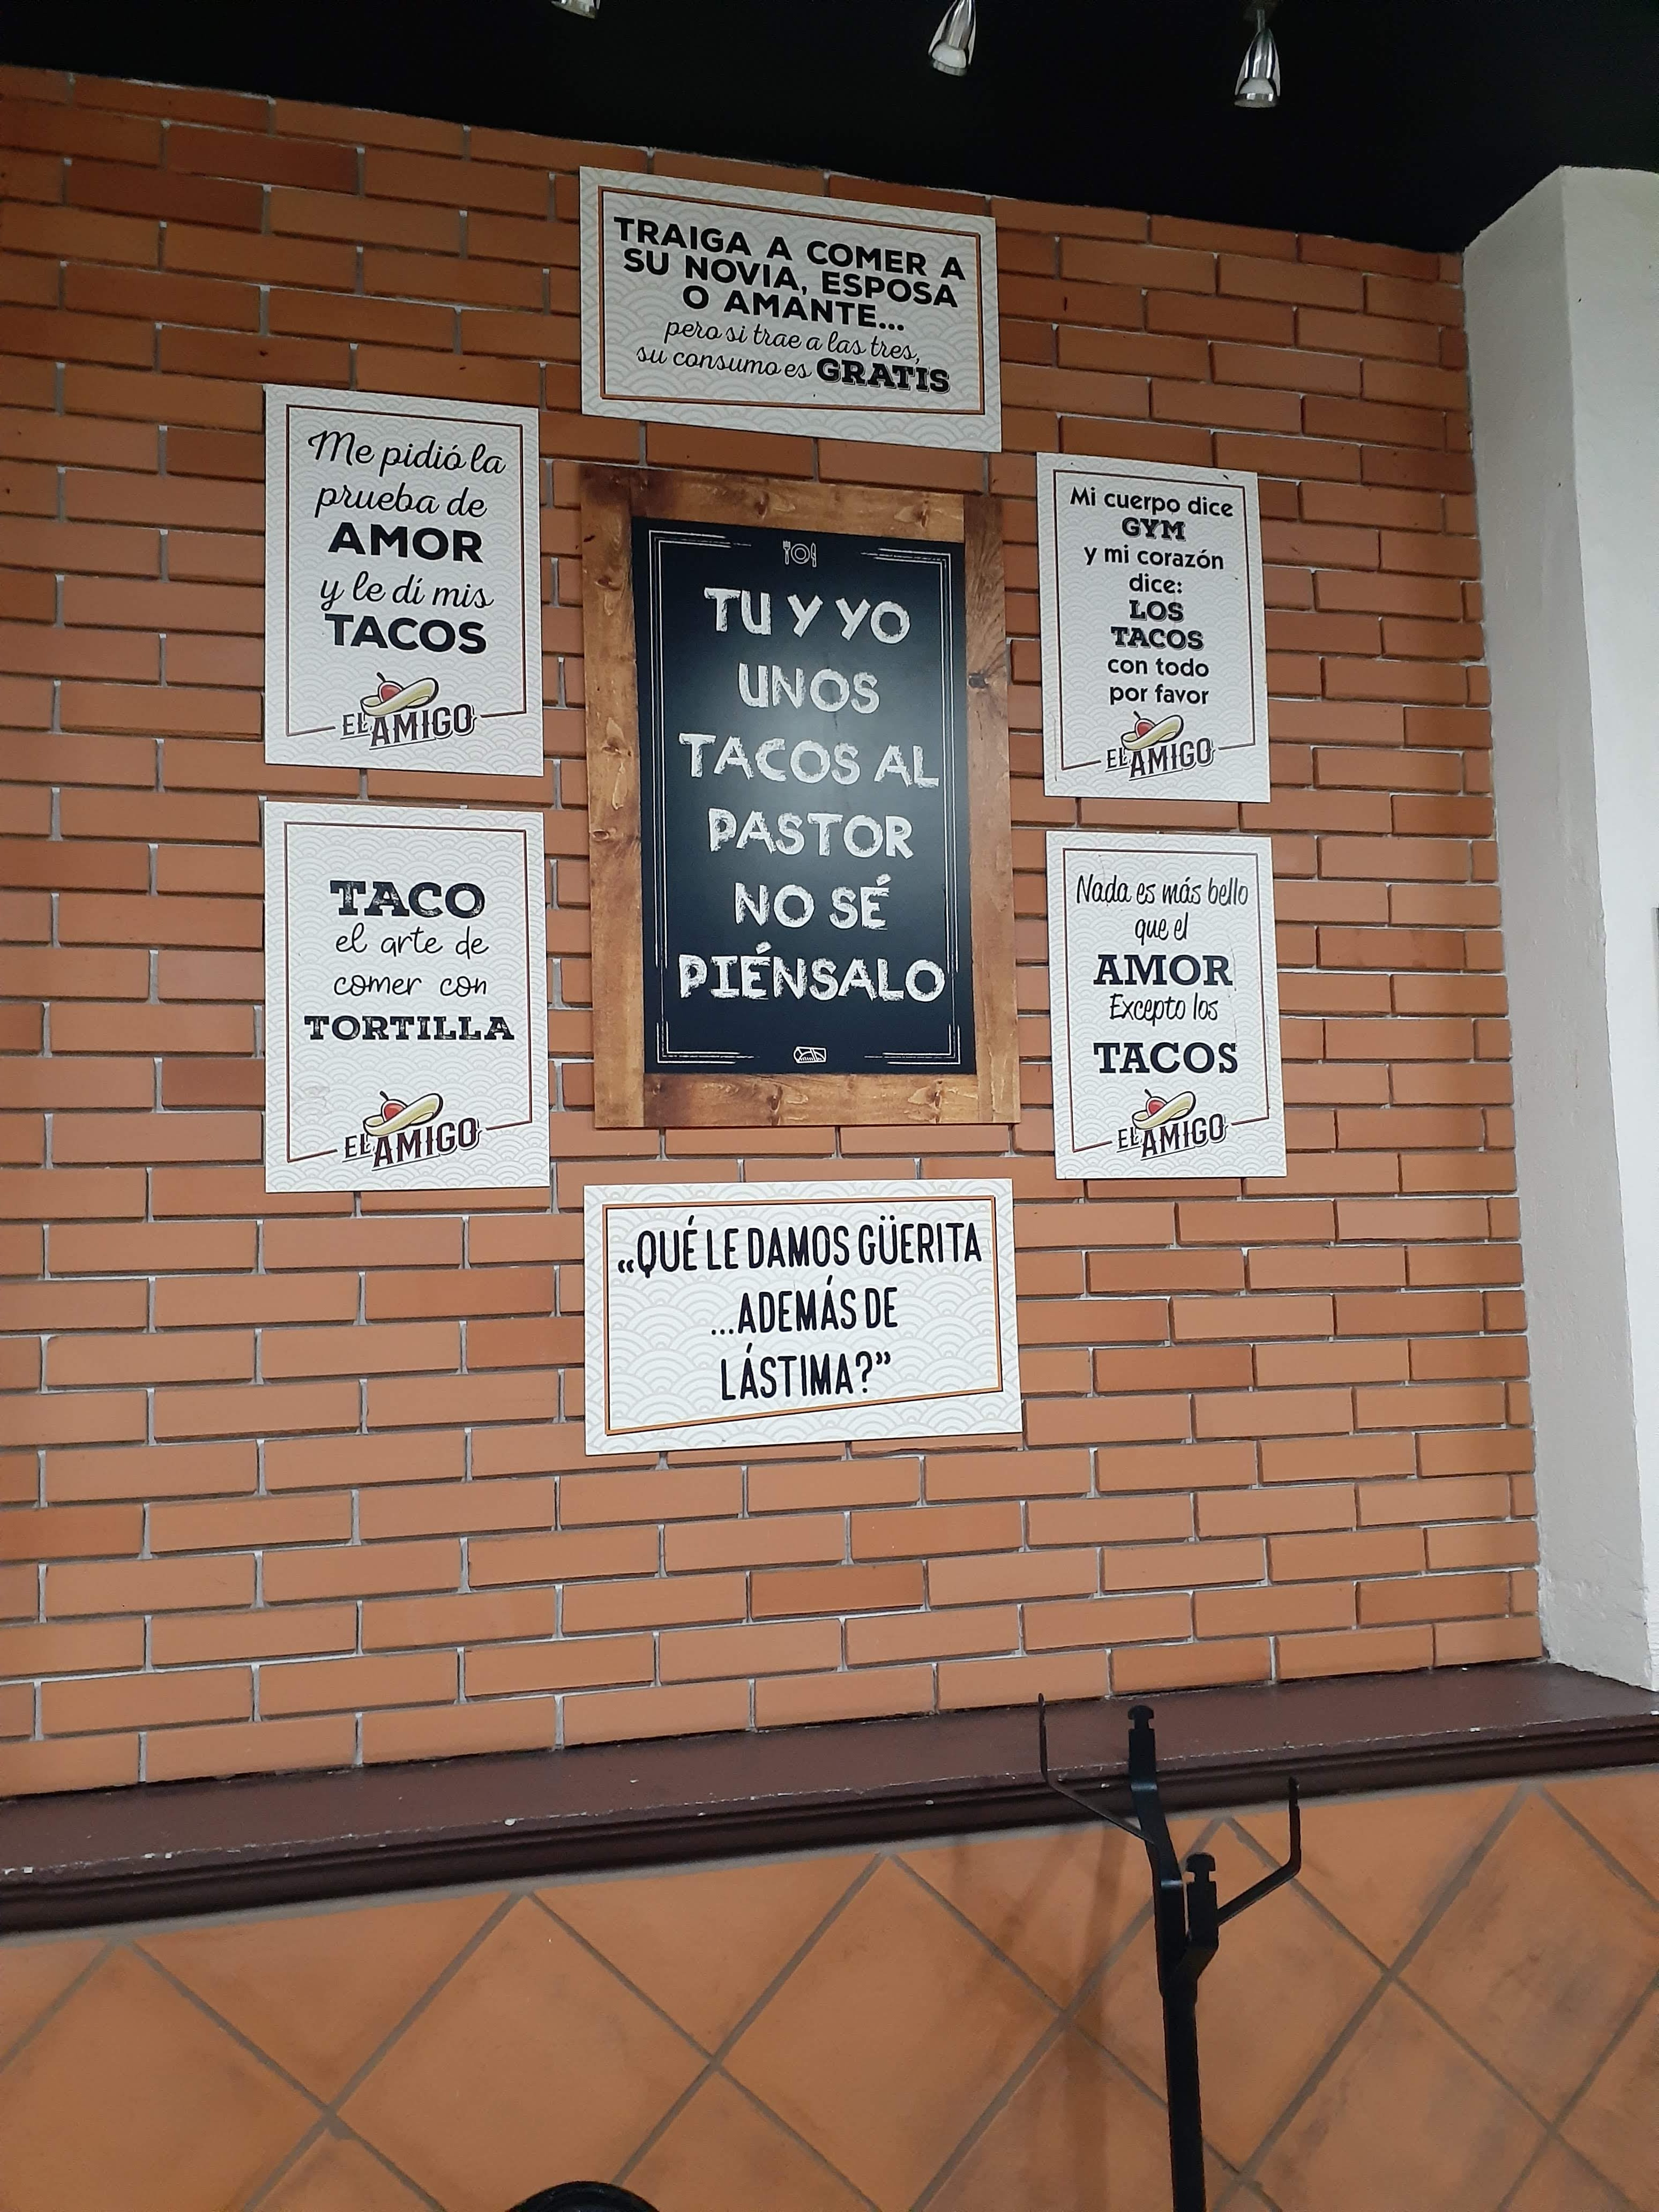 TRAIGA A COMER A
SU NOVIA, ESPOSA
O AMANTE...
pero si trae a las tres,
su consumo es GRATIS
Me pidió la
prueba de
AMOR
y le dí mis
TACOS
EL AMIGO
TU Y YO
UNOS
TACOS AL
PASTOR
NO SÉ
PIÉNSALO
Mi cuerpo dice
GYM
y mi corazón
dice:
LOS
TACOS
con todo
por favor
EL AMIGO
TACO
el arte de
comer con
TORTILLA
EL AMIGO
Nada es más bello
que el
AMOR
Excepto los
TACOS
EL AMIGO
«QUÉ LE DAMOS GÜERITA
...ADEMÁS DE
LÁSTIMA?”